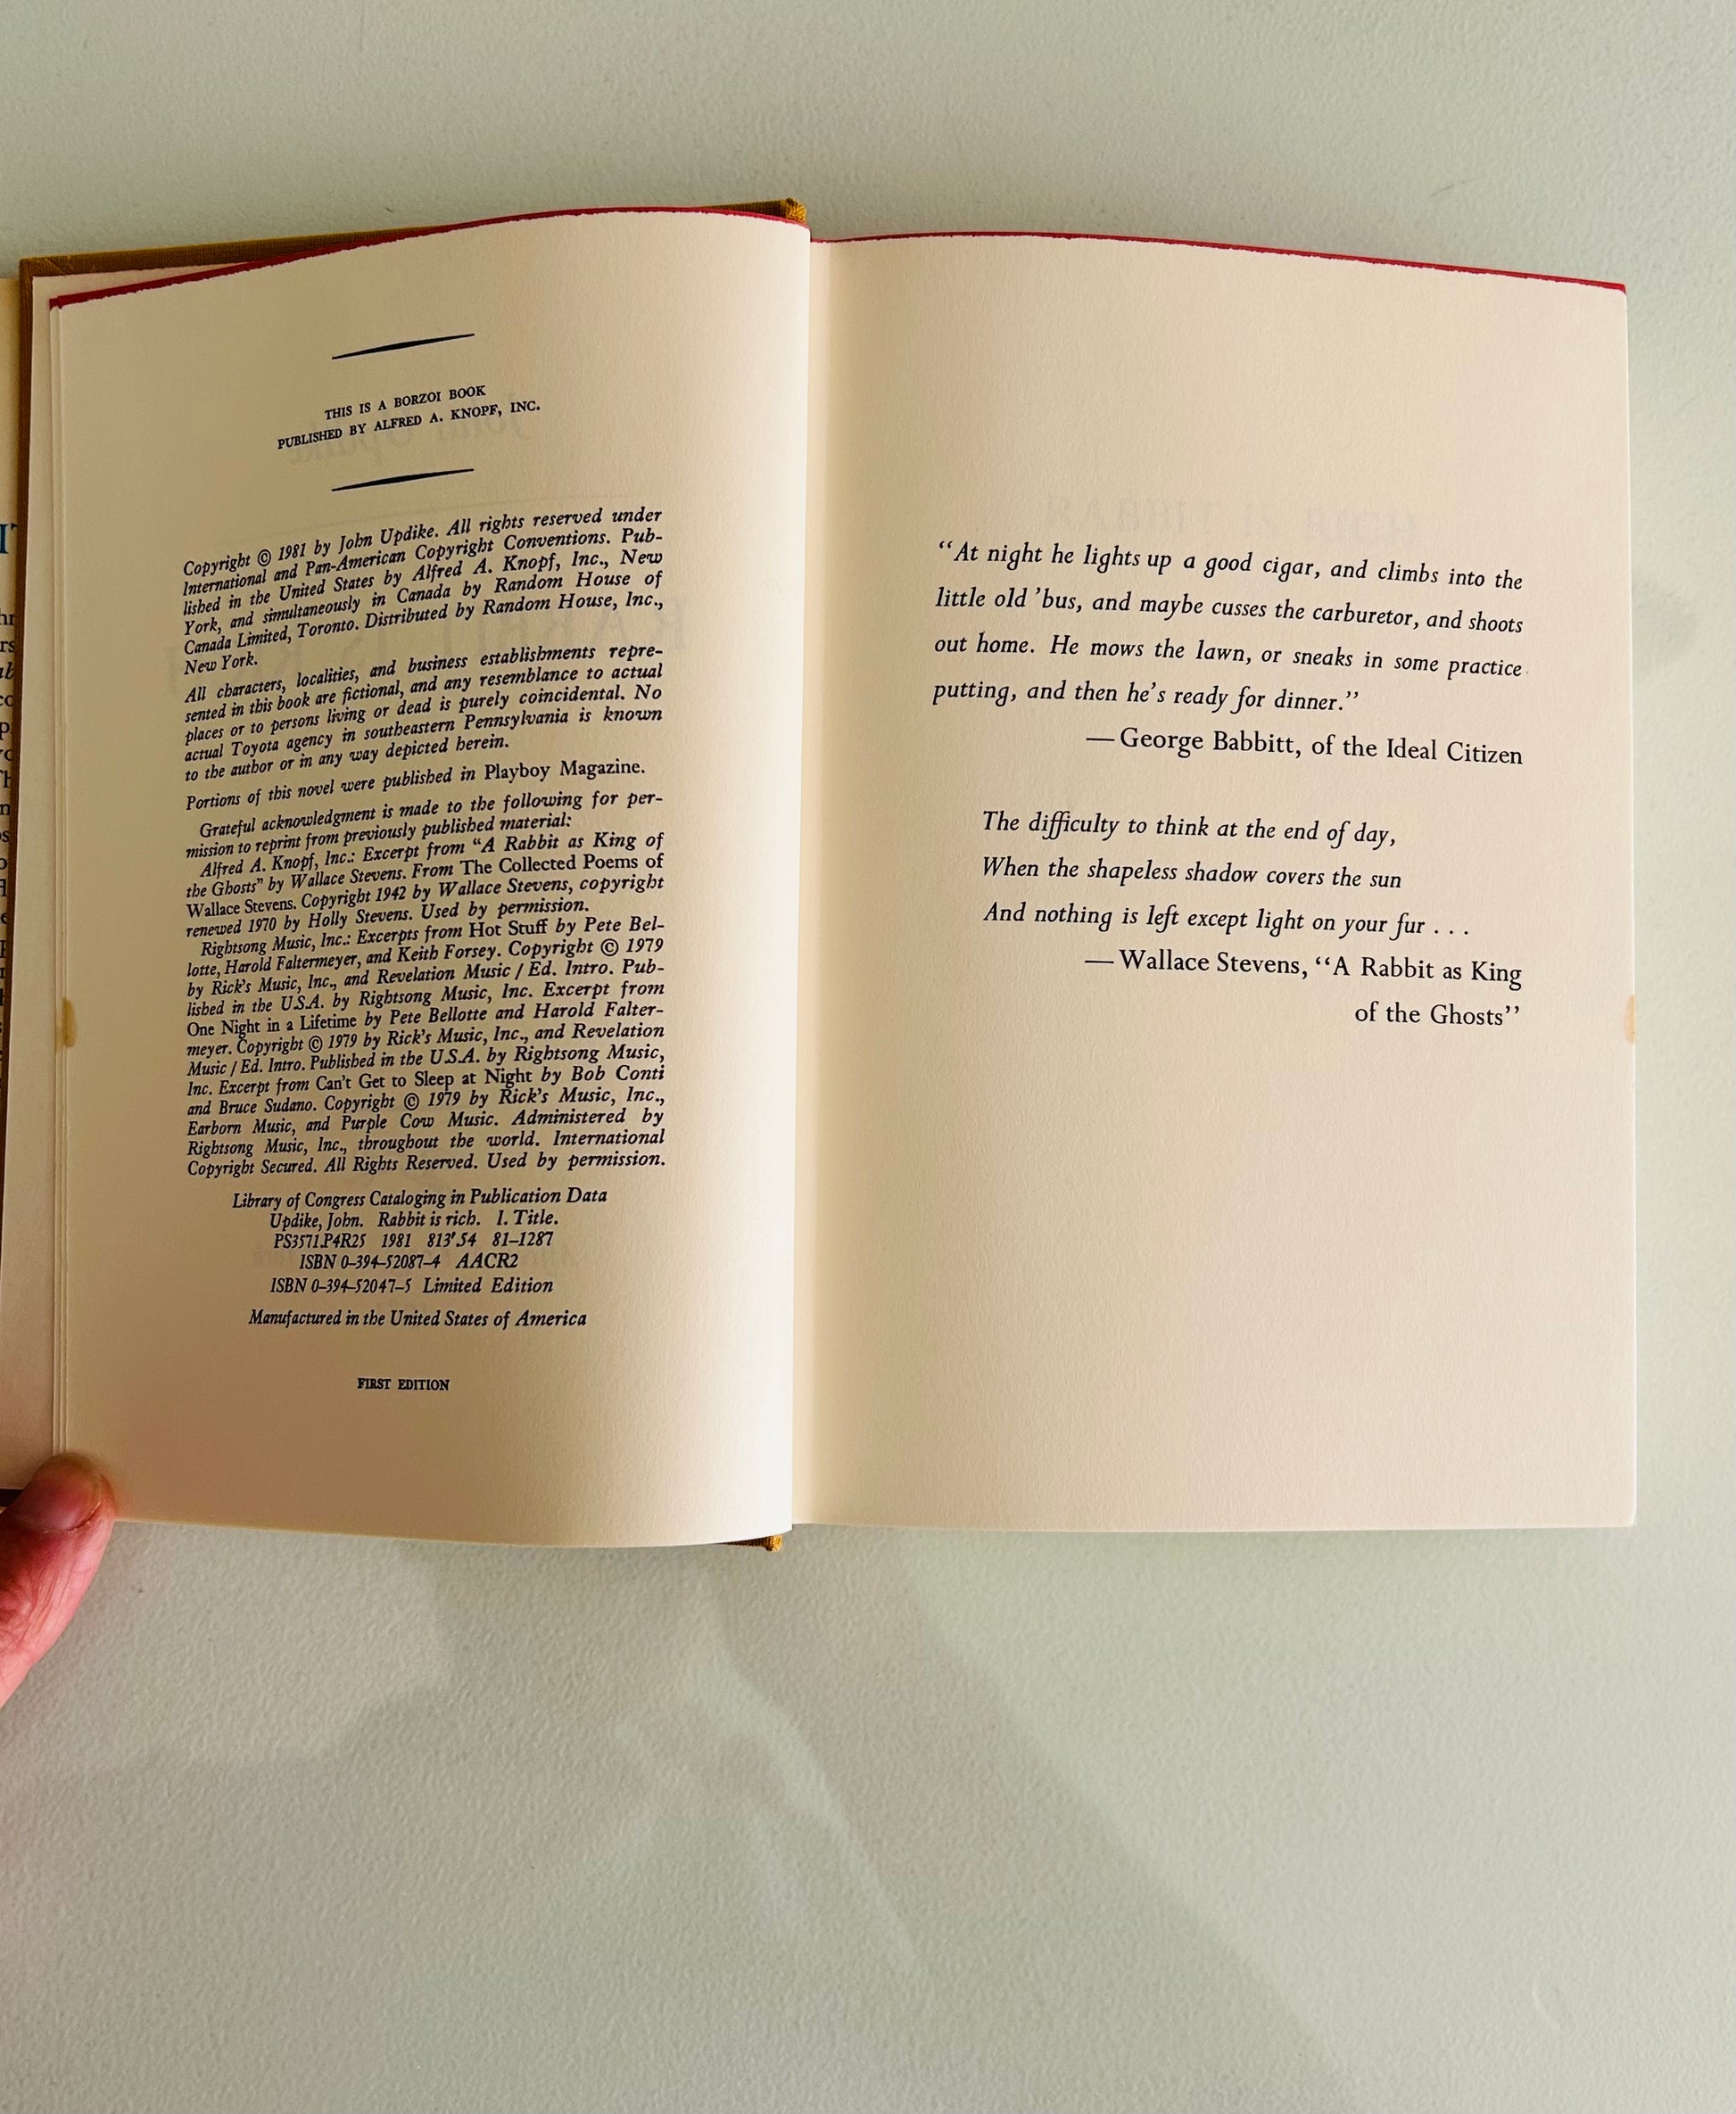 THIS IS A BORZOI BOOK
PUBLISHED BY ALFRED A. KNOPF, INC.
Copyright © 1981 by John Updike. All rights reserved under
International and Pan-American Copyright Conventions. Pub-
lished in the United States by Alfred A. Knopf, Inc., New
York, and simultaneously in Canada by Random House of
Canada Limited, Toronto. Distributed by Random House, Inc.,
New York.
All characters, localities, and business establishments repre-
sented in this book are fictional, and any resemblance to actual
places or to persons living or dead is purely coincidental. No
actual Toyota agency in southeastern Pennsylvania is known
to the author or in any way depicted herein.
Portions of this novel were published in Playboy Magazine.
Grateful acknowledgment is made to the following for per-
mission to reprint from previously published material:
Alfred A. Knopf, Inc.: Excerpt from “A Rabbit as King of
the Ghosts” by Wallace Stevens. From The Collected Poems of
Wallace Stevens. Copyright 1942 by Wallace Stevens, copyright
renewed 1970 by Holly Stevens. Used by permission.
Rightsong Music, Inc.: Excerpts from Hot Stuff by Pete Bel-
lotte, Harold Faltermeyer, and Keith Forsey. Copyright © 1979
by Rick's Music, Inc., and Revelation Music / Ed. Intro. Pub-
lished in the U.S.A. by Rightsong Music, Inc. Excerpt from
One Night in a Lifetime by Pete Bellotte and Harold Falter-
meyer. Copyright © 1979 by Rick's Music, Inc., and Revelation
Music / Ed. Intro. Published in the U.S.A. by Rightsong Music,
Inc. Excerpt from Can't Get to Sleep at Night by Bob Conti
and Bruce Sudano. Copyright © 1979 by Rick's Music, Inc.,
Earborn Music, and Purple Cow Music. Administered by
Rightsong Music, Inc., throughout the world. International
Copyright Secured. All Rights Reserved. Used by permission.
Library of Congress Cataloging in Publication Data
Updike, John. Rabbit is rich. I. Title.
PS3571.P4R25 1981 813'.54 81–1287
ISBN 0–394–52087–4 AACR2
ISBN 0–394–52047–5 Limited Edition
Manufactured in the United States of America
FIRST EDITION
“At night he lights up a good cigar, and climbs into the
little old ’bus, and maybe cusses the carburetor, and shoots
out home. He mows the lawn, or sneaks in some practice
putting, and then he’s ready for dinner.”
—George Babbitt, of the Ideal Citizen
The difficulty to think at the end of day,
When the shapeless shadow covers the sun
And nothing is left except light on your fur . . .
—Wallace Stevens, “A Rabbit as King
of the Ghosts”